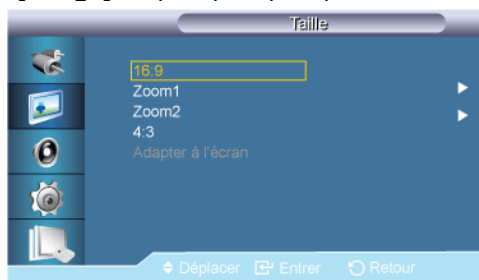 Taille
16:9
Zoom1
Zoom2
4:3
Adapter à l'écran
Déplacer Entrer Retour